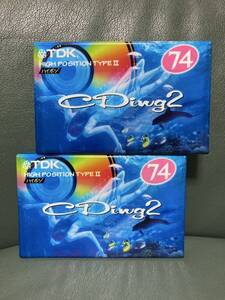 TDK
HIGH POSITION TYPE II
ハイポジ
74
CDing2
TDK
HIGH POSITION TYPE II
ハイポジ
74
CDing2